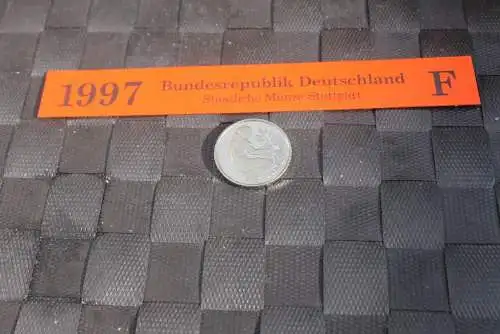 1997 Bundesrepublik Deutschland F
Staatliche Münze Stuttgart